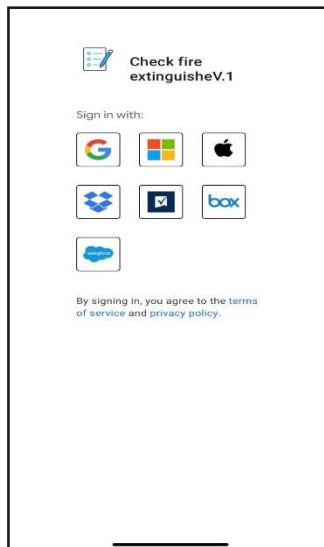 Check fire
extinguisheV.1
Sign in with:
box
salesforce
By signing in, you agree to the terms
of service and privacy policy.